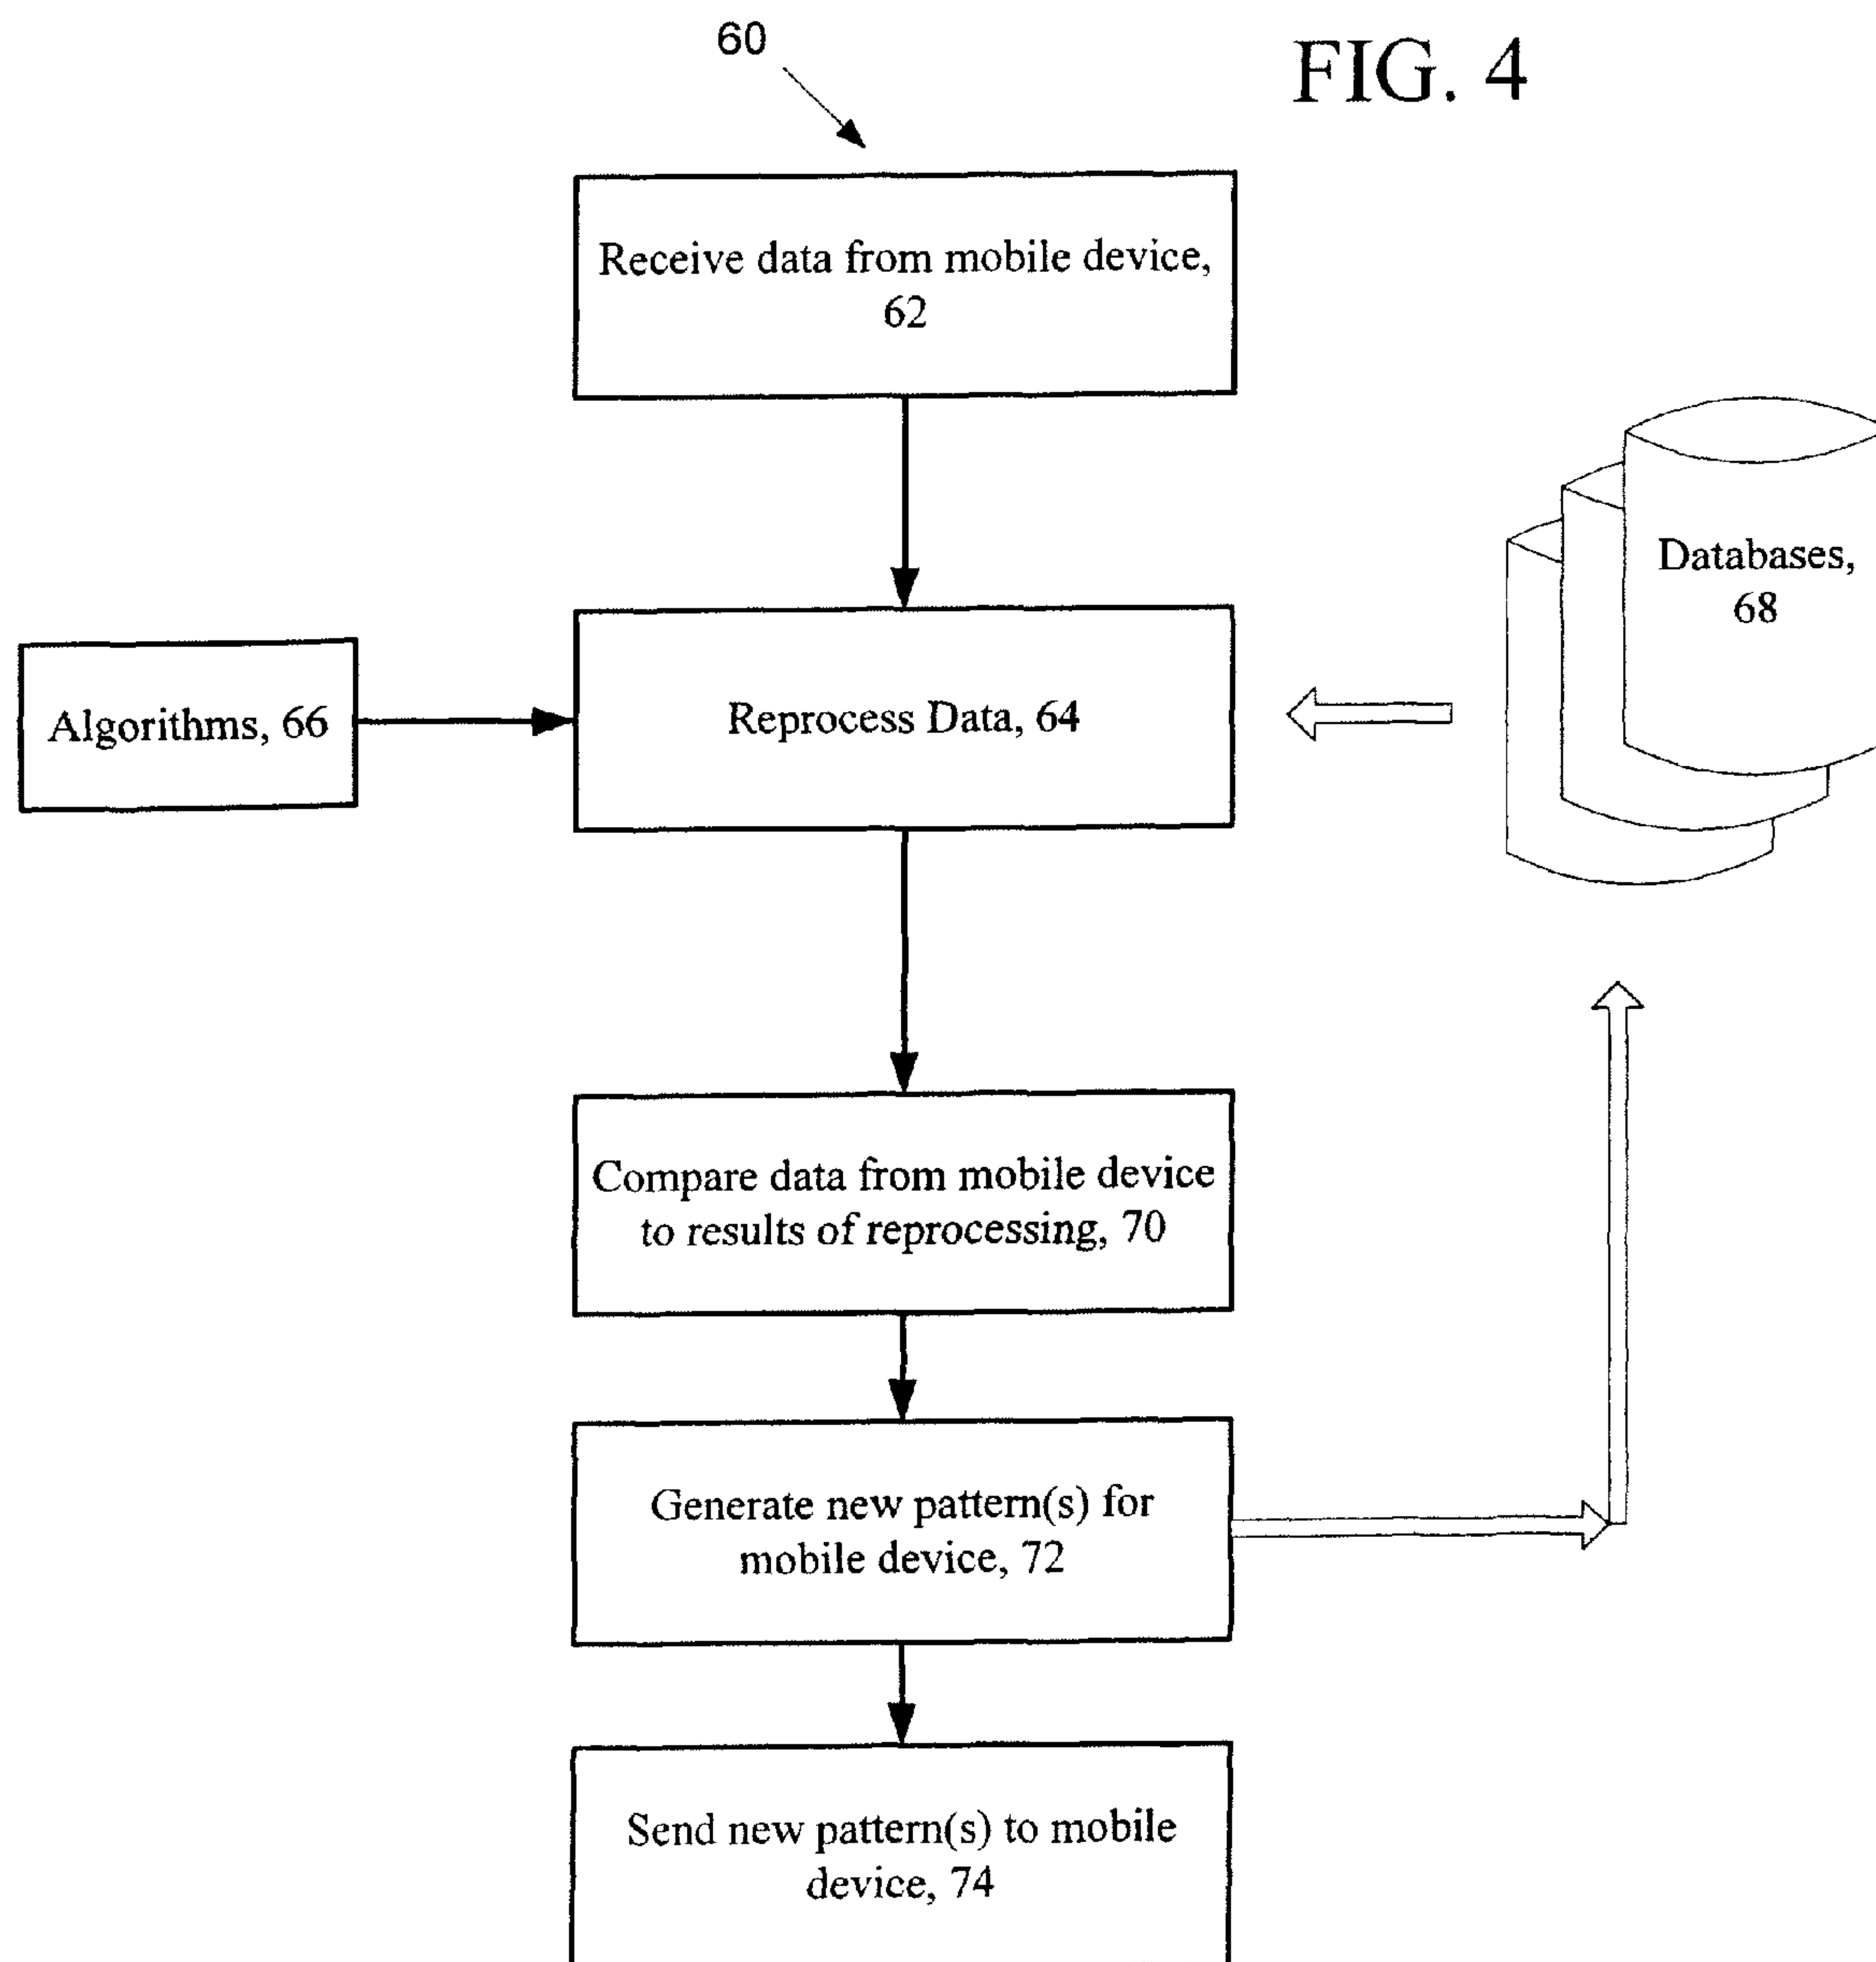 60
FIG. 4
Receive data from mobile device,
62
Databases,
68
Algorithms, 66
Reprocess Data, 64
Compare data from mobile device
to results of reprocessing, 70
Generate new pattern(s) for
mobile device, 72
Send new pattern(s) to mobile
device, 74